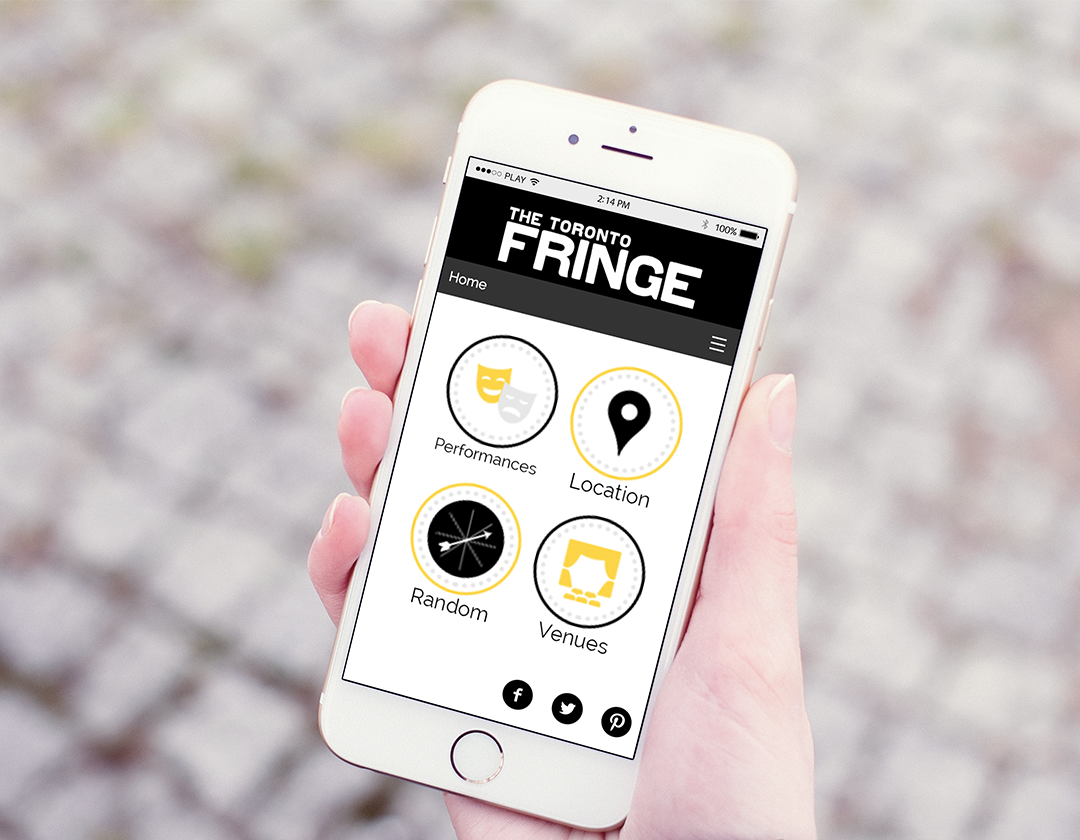 PLAY
2:14 PM
100%
THE TORONTO
FRINGE
Home
Performances
Location
Random
Venues